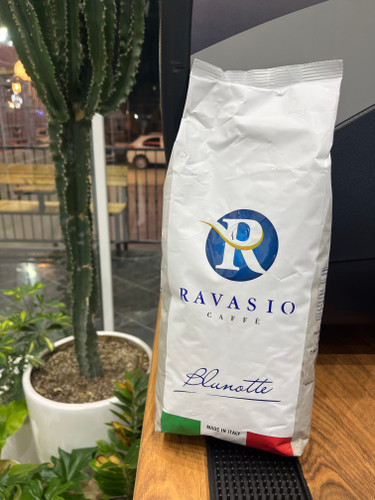 R
RAVASIO
CAFFÈ
Blunotte
MADE IN ITALY